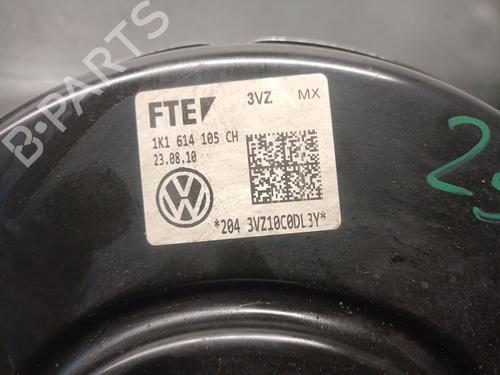 B-PARTS
FTE 3VZ MX
1K1 614 105 CH
23.08.10
*204 3VZ10C0DL3Y*